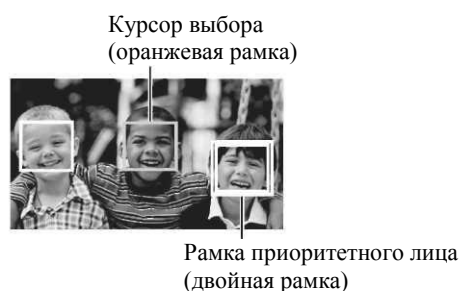 Курсор выбора
(оранжевая рамка)
Рамка приоритетного лица
(двойная рамка)